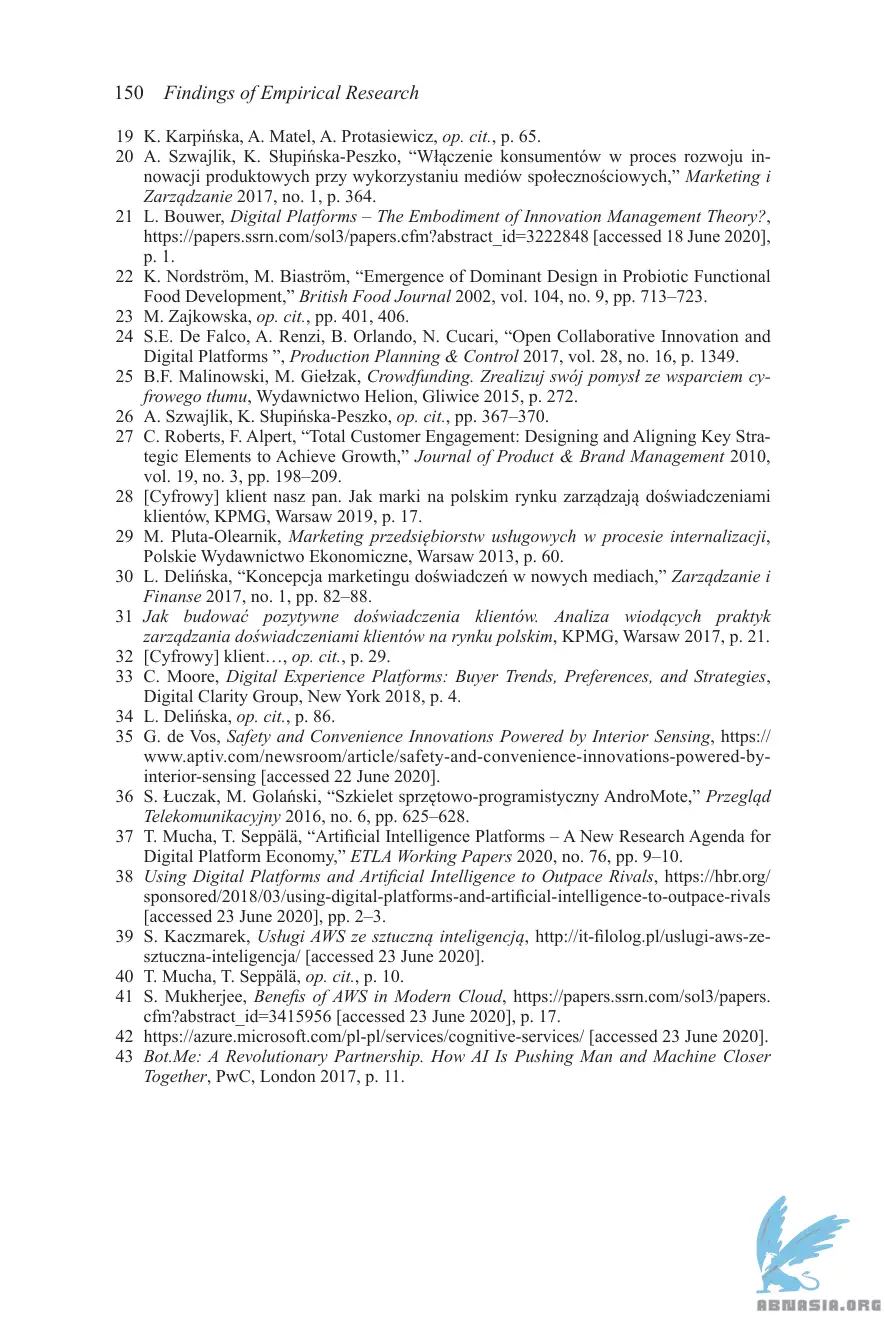 150 Findings of Empirical Research
19 K. Karpińska, A. Matel, A. Protasiewicz, op. cit., p. 65.
20 A. Szwajlik, K. Słupińska-Peszko, “Włączenie konsumentów w proces rozwoju in-
nowacji produktowych przy wykorzystaniu mediów społecznościowych,” Marketing i
Zarządzanie 2017, no. 1, p. 364.
21 L. Bouwer, Digital Platforms – The Embodiment of Innovation Management Theory?,
https://papers.ssrn.com/sol3/papers.cfm?abstract_id=3222848 [accessed 18 June 2020],
p. 1.
22 K. Nordström, M. Biaström, “Emergence of Dominant Design in Probiotic Functional
Food Development,” British Food Journal 2002, vol. 104, no. 9, pp. 713–723.
23 M. Zajkowska, op. cit., pp. 401, 406.
24 S.E. De Falco, A. Renzi, B. Orlando, N. Cucari, “Open Collaborative Innovation and
Digital Platforms ”, Production Planning & Control 2017, vol. 28, no. 16, p. 1349.
25 B.F. Malinowski, M. Giełzak, Crowdfunding. Zrealizuj swój pomysł ze wsparciem cy-
frowego tłumu, Wydawnictwo Helion, Gliwice 2015, p. 272.
26 A. Szwajlik, K. Słupińska-Peszko, op. cit., pp. 367–370.
27 C. Roberts, F. Alpert, “Total Customer Engagement: Designing and Aligning Key Stra-
tegic Elements to Achieve Growth,” Journal of Product & Brand Management 2010,
vol. 19, no. 3, pp. 198–209.
28 [Cyfrowy] klient nasz pan. Jak marki na polskim rynku zarządzają doświadczeniami
klientów, KPMG, Warsaw 2019, p. 17.
29 M. Pluta-Olearnik, Marketing przedsiębiorstw usługowych w procesie internalizacji,
Polskie Wydawnictwo Ekonomiczne, Warsaw 2013, p. 60.
30 L. Delińska, “Koncepcja marketingu doświadczeń w nowych mediach,” Zarządzanie i
Finanse 2017, no. 1, pp. 82–88.
31 Jak budować pozytywne doświadczenia klientów. Analiza wiodących praktyk
zarządzania doświadczeniami klientów na rynku polskim, KPMG, Warsaw 2017, p. 21.
32 [Cyfrowy] klient…, op. cit., p. 29.
33 C. Moore, Digital Experience Platforms: Buyer Trends, Preferences, and Strategies,
Digital Clarity Group, New York 2018, p. 4.
34 L. Delińska, op. cit., p. 86.
35 G. de Vos, Safety and Convenience Innovations Powered by Interior Sensing, https://
www.aptiv.com/newsroom/article/safety-and-convenience-innovations-powered-by-
interior-sensing [accessed 22 June 2020].
36 S. Łuczak, M. Golański, “Szkielet sprzętowo-programistyczny AndroMote,” Przegląd
Telekomunikacyjny 2016, no. 6, pp. 625–628.
37 T. Mucha, T. Seppälä, “Artificial Intelligence Platforms – A New Research Agenda for
Digital Platform Economy,” ETLA Working Papers 2020, no. 76, pp. 9–10.
38 Using Digital Platforms and Artificial Intelligence to Outpace Rivals, https://hbr.org/
sponsored/2018/03/using-digital-platforms-and-artificial-intelligence-to-outpace-rivals
[accessed 23 June 2020], pp. 2–3.
39 S. Kaczmarek, Usługi AWS ze sztuczną inteligencją, http://it-filolog.pl/uslugi-aws-ze-
sztuczna-inteligencja/ [accessed 23 June 2020].
40 T. Mucha, T. Seppälä, op. cit., p. 10.
41 S. Mukherjee, Benefis of AWS in Modern Cloud, https://papers.ssrn.com/sol3/papers.
cfm?abstract_id=3415956 [accessed 23 June 2020], p. 17.
42 https://azure.microsoft.com/pl-pl/services/cognitive-services/ [accessed 23 June 2020].
43 Bot.Me: A Revolutionary Partnership. How AI Is Pushing Man and Machine Closer
Together, PwC, London 2017, p. 11.
ABNASIA.ORG